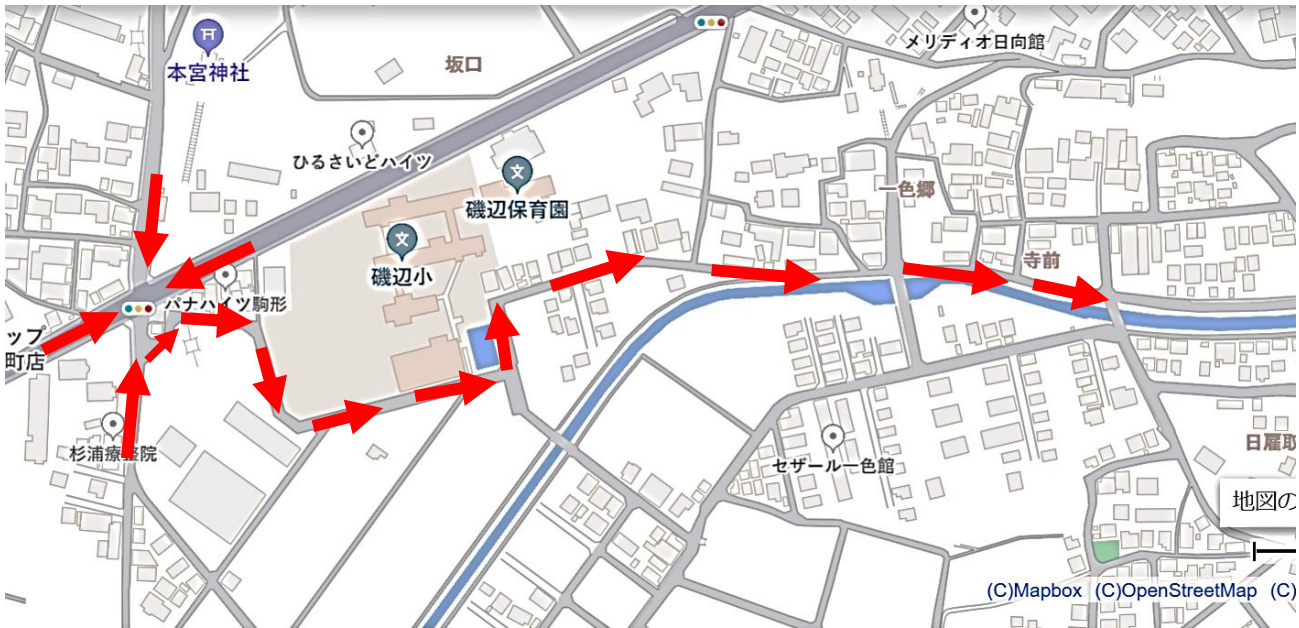 メリディオ日向館
坂口
本宮神社
ひるさいどハイツ
一色郷
磯辺保育園
寺前
磯辺小
パナハイツ駒形
ップ
町店
杉浦療整院
日雇取
セザール一色館
地図の
(C)Mapbox (C)OpenStreetMap (C)